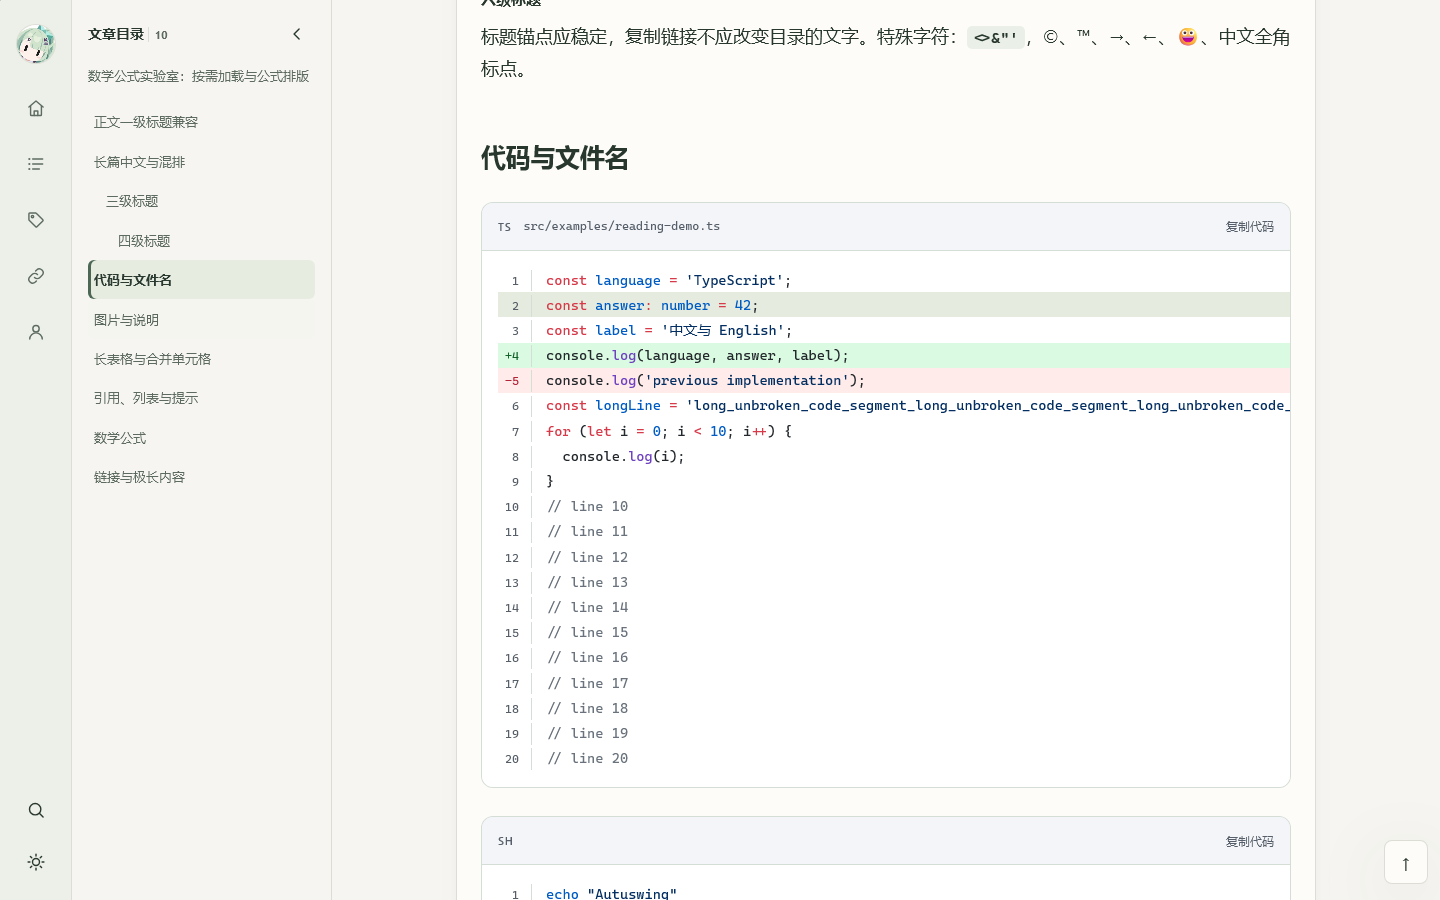 文章目录 10
数学公式实验室：按需加载与公式排版
正文一级标题兼容
长篇中文与混排
三级标题
四级标题
代码与文件名
图片与说明
长表格与合并单元格
引用、列表与提示
数学公式
链接与极长内容
六级标题
标题锚点应稳定，复制链接不应改变目录的文字。特殊字符：<>&"'，©、™、→、←、😜、中文全角
标点。
代码与文件名
TS src/examples/reading-demo.ts 复制代码
1 const language = 'TypeScript';
2 const answer: number = 42;
3 const label = '中文与 English';
+4 console.log(language, answer, label);
-5 console.log('previous implementation');
6 const longLine = 'long_unbroken_code_segment_long_unbroken_code_segment_long_unbroken_code_
7 for (let i = 0; i < 10; i++) {
8 console.log(i);
9 }
10 // line 10
11 // line 11
12 // line 12
13 // line 13
14 // line 14
15 // line 15
16 // line 16
17 // line 17
18 // line 18
19 // line 19
20 // line 20
SH 复制代码
1 echo "Autuswing"
↑